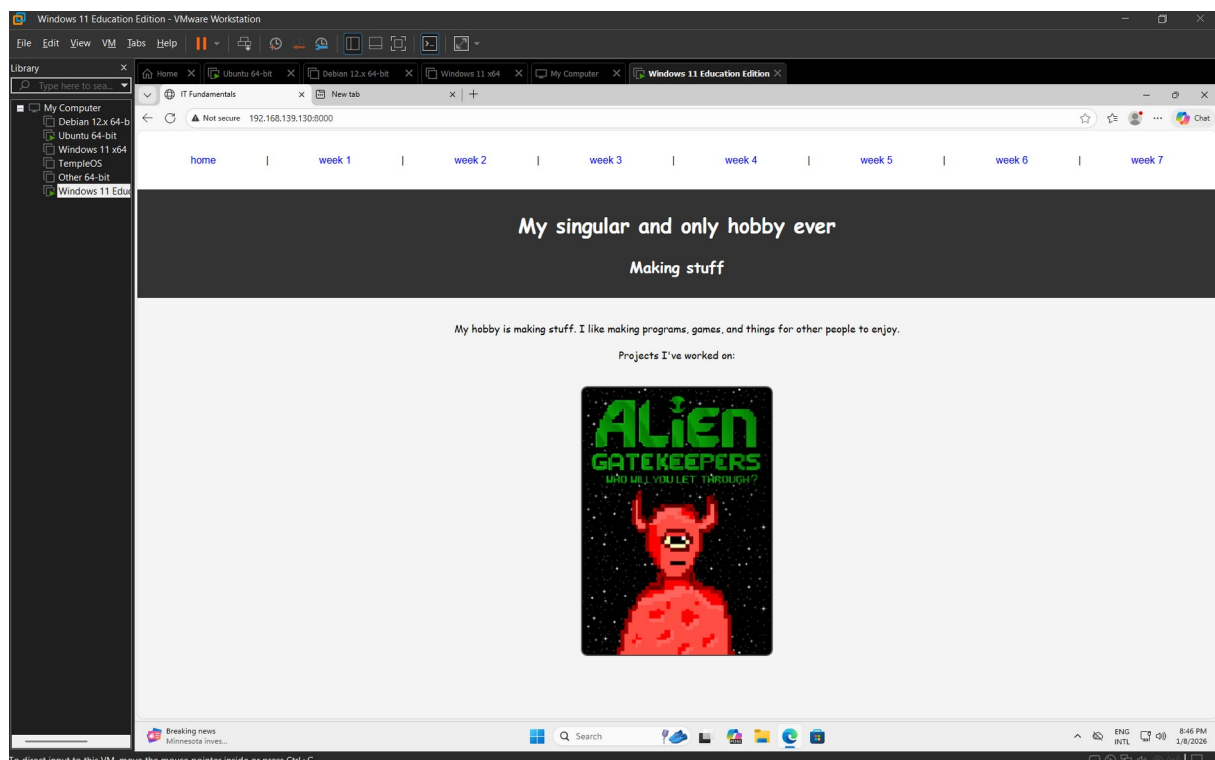 Windows 11 Education Edition - VMware Workstation
File Edit View VM Tabs Help
Library
Type here to sea...
My Computer
Debian 12.x 64-b
Ubuntu 64-bit
Windows 11 x64
TempleOS
Other 64-bit
Windows 11 Educ
Home Ubuntu 64-bit Debian 12.x 64-bit Windows 11 x64 My Computer Windows 11 Education Edition
IT Fundamentals New tab
Not secure 192.168.139.130:8000 Chat
home | week 1 | week 2 | week 3 | week 4 | week 5 | week 6 | week 7
My singular and only hobby ever
Making stuff
My hobby is making stuff. I like making programs, games, and things for other people to enjoy.
Projects I've worked on:
ALiEN
GATEKEEPERS
WHO WILL YOU LET THROUGH?
Breaking news
Minnesota inves...
Search
ENG
INTL
8:46 PM
1/8/2026
To direct input to this VM, move the mouse pointer inside or press Ctrl+G.